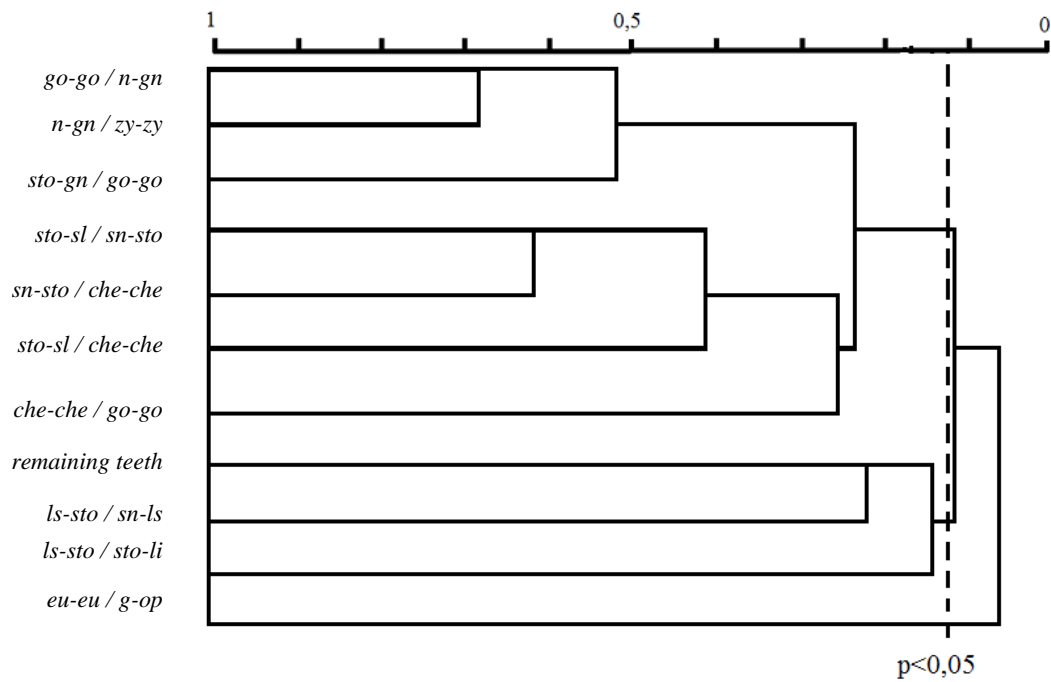 1 0,5 0
go-go / n-gn
n-gn / zy-zy
sto-gn / go-go
sto-sl / sn-sto
sn-sto / che-che
sto-sl / che-che
che-che / go-go
remaining teeth
ls-sto / sn-ls
ls-sto / sto-li
eu-eu / g-op
p<0,05